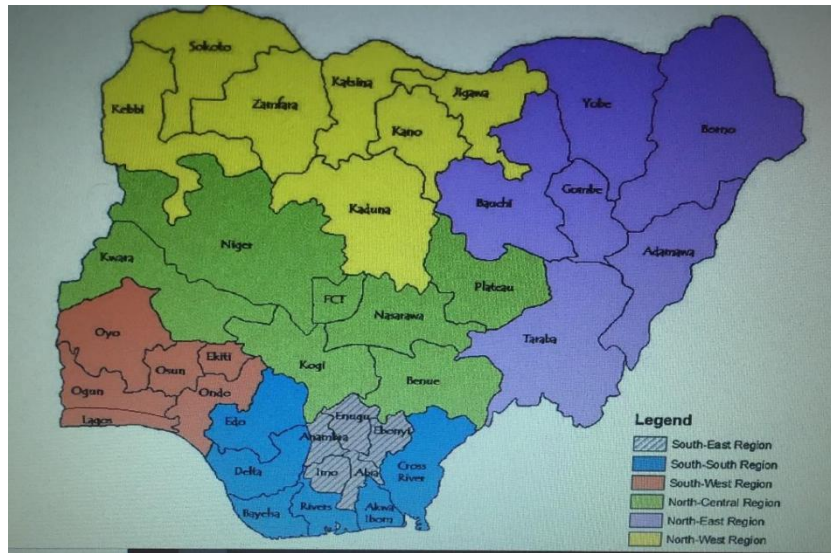 Sokoto
Katsina
Jigawa
Yobe
Kebbi
Zamfara
Kano
Borno
Gombe
Bauchi
Kaduna
Niger
Adamawa
Kwara
Plateau
FCT
Nasarawa
Oyo
Taraba
Ekiti
Osun
Kogi
Benue
Ogun
Ondo
Enugu
Lagos
Edo
Ebonyi
Anambra
Legend
South-East Region
Delta
Imo
Abia
Cross
River
South-South Region
South-West Region
North-Central Region
Bayelsa
Rivers
Akwa
Ibom
North-East Region
North-West Region